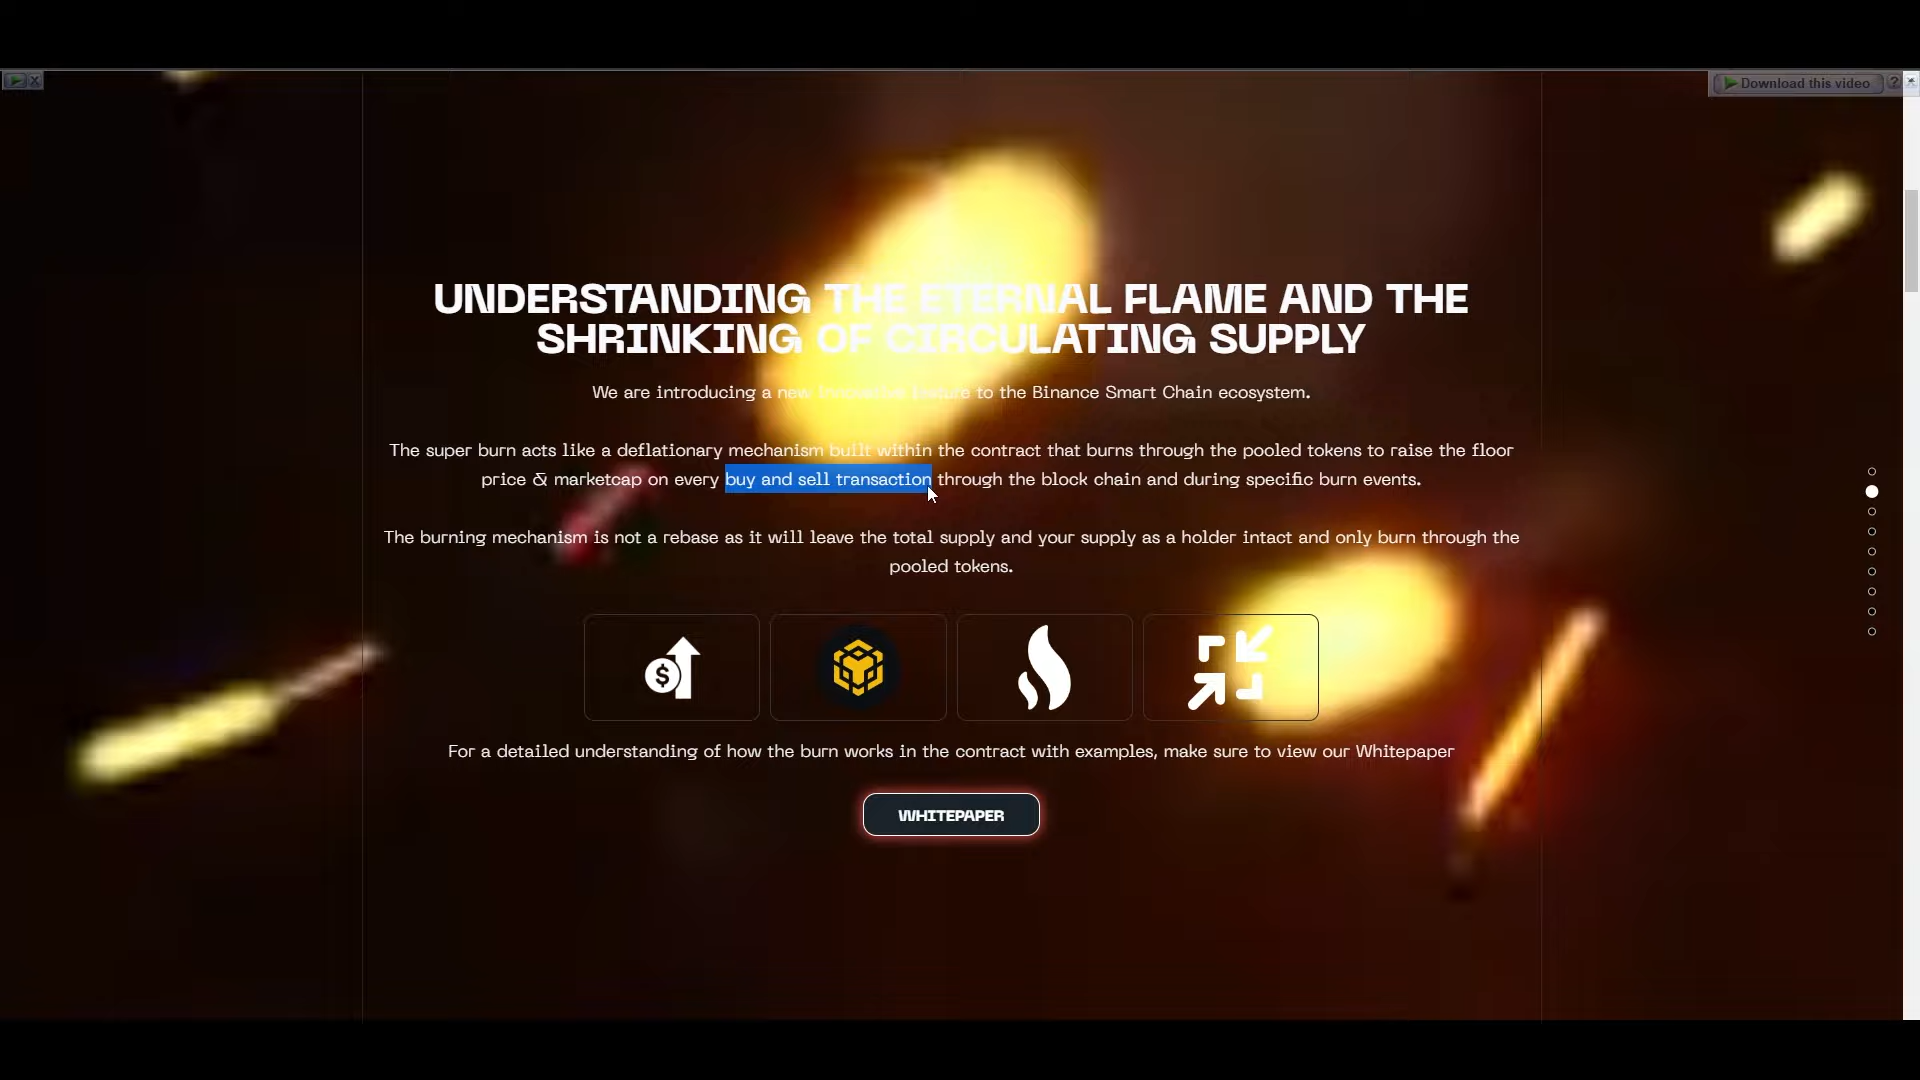 Download this video
?
UNDERSTANDING THE ETERNAL FLAME AND THE
SHRINKING OF CIRCULATING SUPPLY
We are introducing a new innovative feature to the Binance Smart Chain ecosystem.
The super burn acts like a deflationary mechanism built within the contract that burns through the pooled tokens to raise the floor
price & marketcap on every buy and sell transaction through the block chain and during specific burn events.
The burning mechanism is not a rebase as it will leave the total supply and your supply as a holder intact and only burn through the
pooled tokens.
$
For a detailed understanding of how the burn works in the contract with examples, make sure to view our Whitepaper
WHITEPAPER